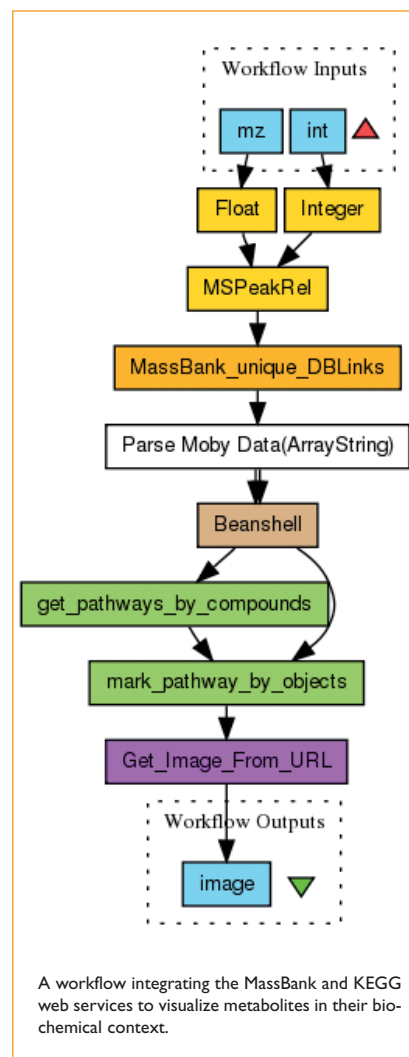 Workflow Inputs
mz int
Float Integer
MSPeakRel
MassBank_unique_DBLinks
Parse Moby Data(ArrayString)
Beanshell
get_pathways_by_compounds
mark_pathway_by_objects
Get_Image_From_URL
Workflow Outputs
image
A workflow integrating the MassBank and KEGG
web services to visualize metabolites in their bio-
chemical context.